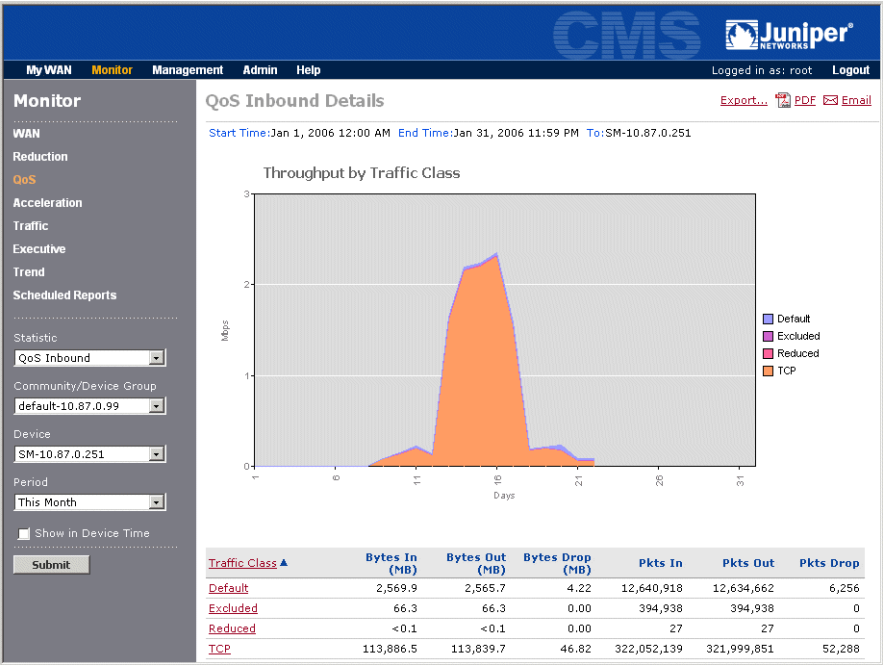 CMS
Juniper®
NETWORKS
My WAN Monitor Management Admin Help Logged in as: root Logout
Monitor
WAN
Reduction
QoS
Acceleration
Traffic
Executive
Trend
Scheduled Reports
Statistic
QoS Inbound
Community/Device Group
default-10.87.0.99
Device
SM-10.87.0.251
Period
This Month
Show in Device Time
Submit
QoS Inbound Details
Export... PDF Email
Start Time:Jan 1, 2006 12:00 AM End Time:Jan 31, 2006 11:59 PM To:SM-10.87.0.251
Throughput by Traffic Class
3
2
1
0
Mbps
1 6 11 16 21 26 31
Days
Default
Excluded
Reduced
TCP
Traffic Class Bytes In (MB) Bytes Out (MB) Bytes Drop (MB) Pkts In Pkts Out Pkts Drop
Default 2,569.9 2,565.7 4.22 12,640,918 12,634,662 6,256
Excluded 66.3 66.3 0.00 394,938 394,938 0
Reduced <0.1 <0.1 0.00 27 27 0
TCP 113,886.5 113,839.7 46.82 322,052,139 321,999,851 52,288